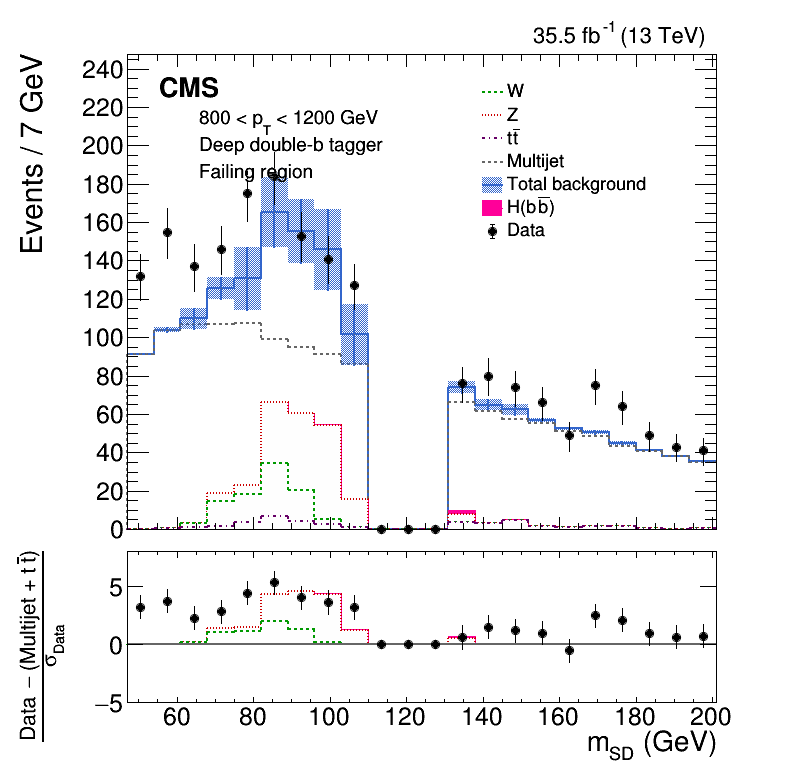 35.5 fb⁻¹ (13 TeV)
CMS
800 < p_T < 1200 GeV
Deep double-b tagger
Failing region
W
Z
tt̄
Multijet
Total background
H(bb̄)
Data
Events / 7 GeV
240
220
200
180
160
140
120
100
80
60
40
20
0
Data − (Multijet + tt̄)
σ_Data
5
0
−5
60 80 100 120 140 160 180 200
m_SD (GeV)